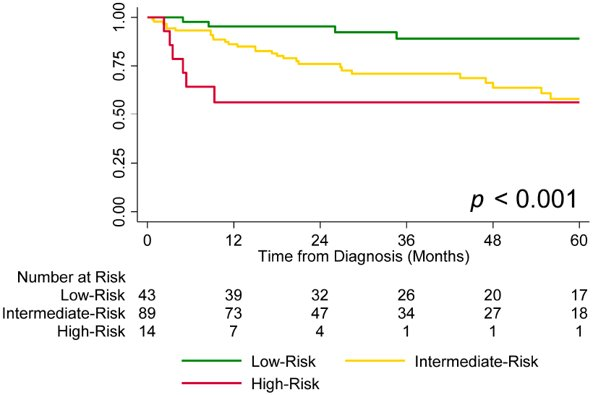 1.00
0.75
0.50
0.25
0.00
p < 0.001
0 12 24 36 48 60
Time from Diagnosis (Months)
Number at Risk
Low-Risk 43 39 32 26 20 17
Intermediate-Risk 89 73 47 34 27 18
High-Risk 14 7 4 1 1 1
Low-Risk Intermediate-Risk
High-Risk